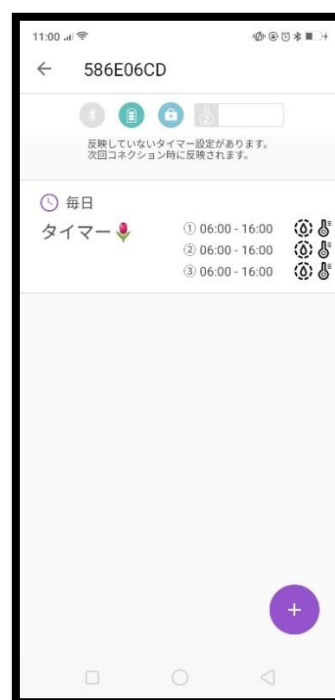 11:00
586E06CD
2
反映していないタイマー設定があります。
次回コネクション時に反映されます。
毎日
タイマー🌷
① 06:00 - 16:00
② 06:00 - 16:00
③ 06:00 - 16:00
+